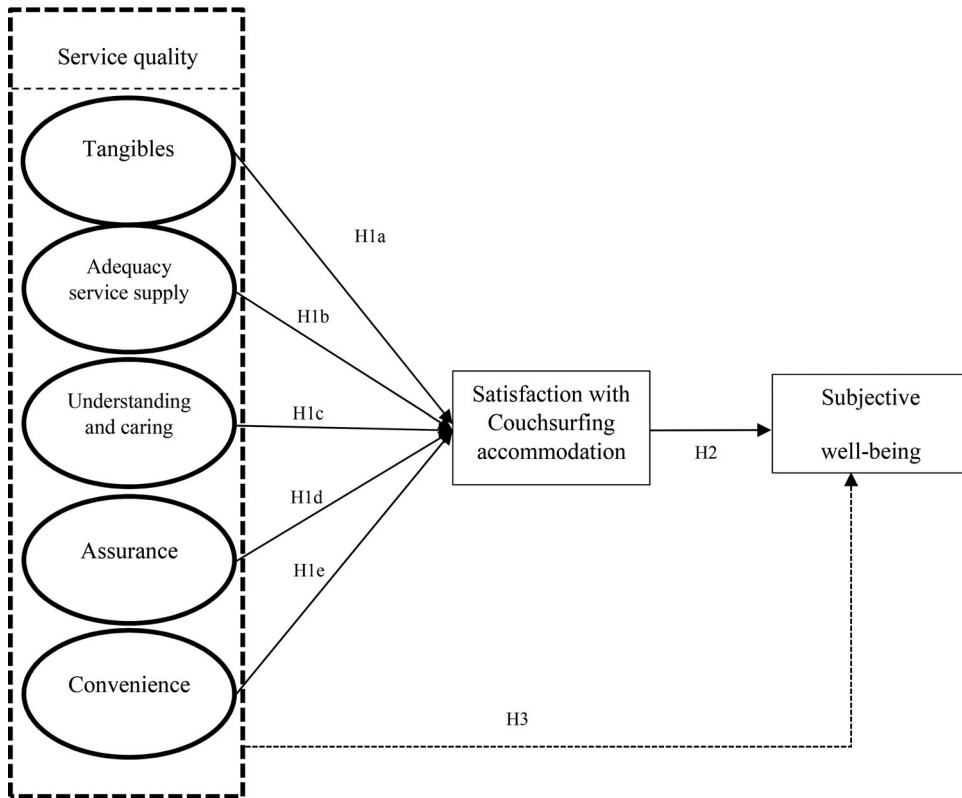 Service quality
Tangibles
H1a
Adequacy
service supply
H1b
Understanding
and caring
H1c
Satisfaction with
Couchsurfing
accommodation
H2
Subjective
well-being
H1d
Assurance
H1e
Convenience
H3